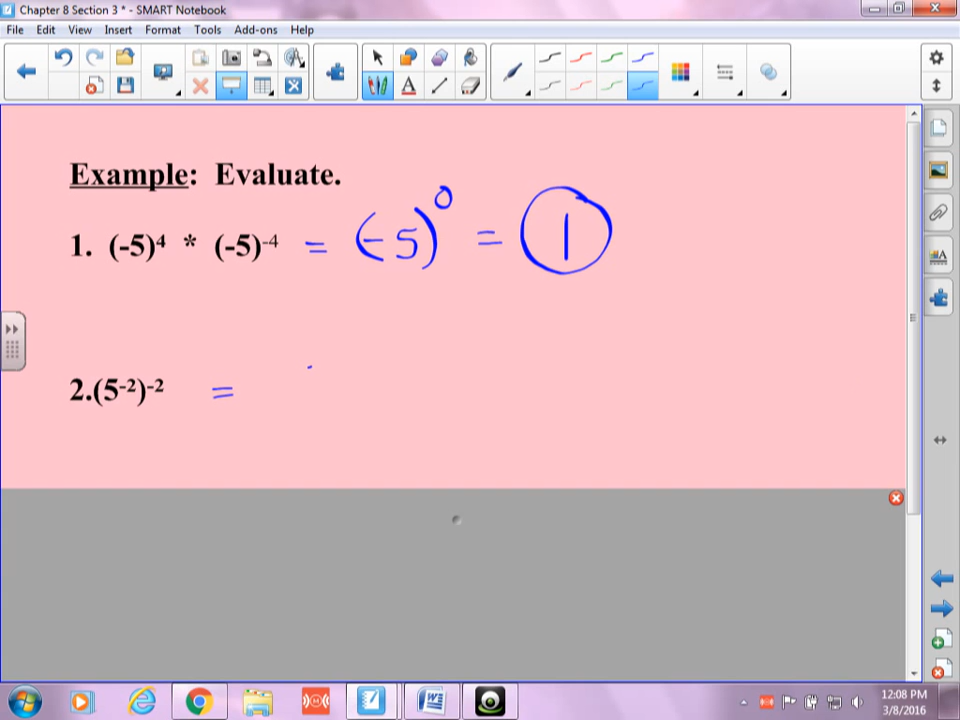 Chapter 8 Section 3 * - SMART Notebook
File Edit View Insert Format Tools Add-ons Help
Example: Evaluate.
1. (-5)⁴ * (-5)⁻⁴ = (-5)⁰ = 1
2.(5⁻²)⁻² =
12:08 PM
3/8/2016